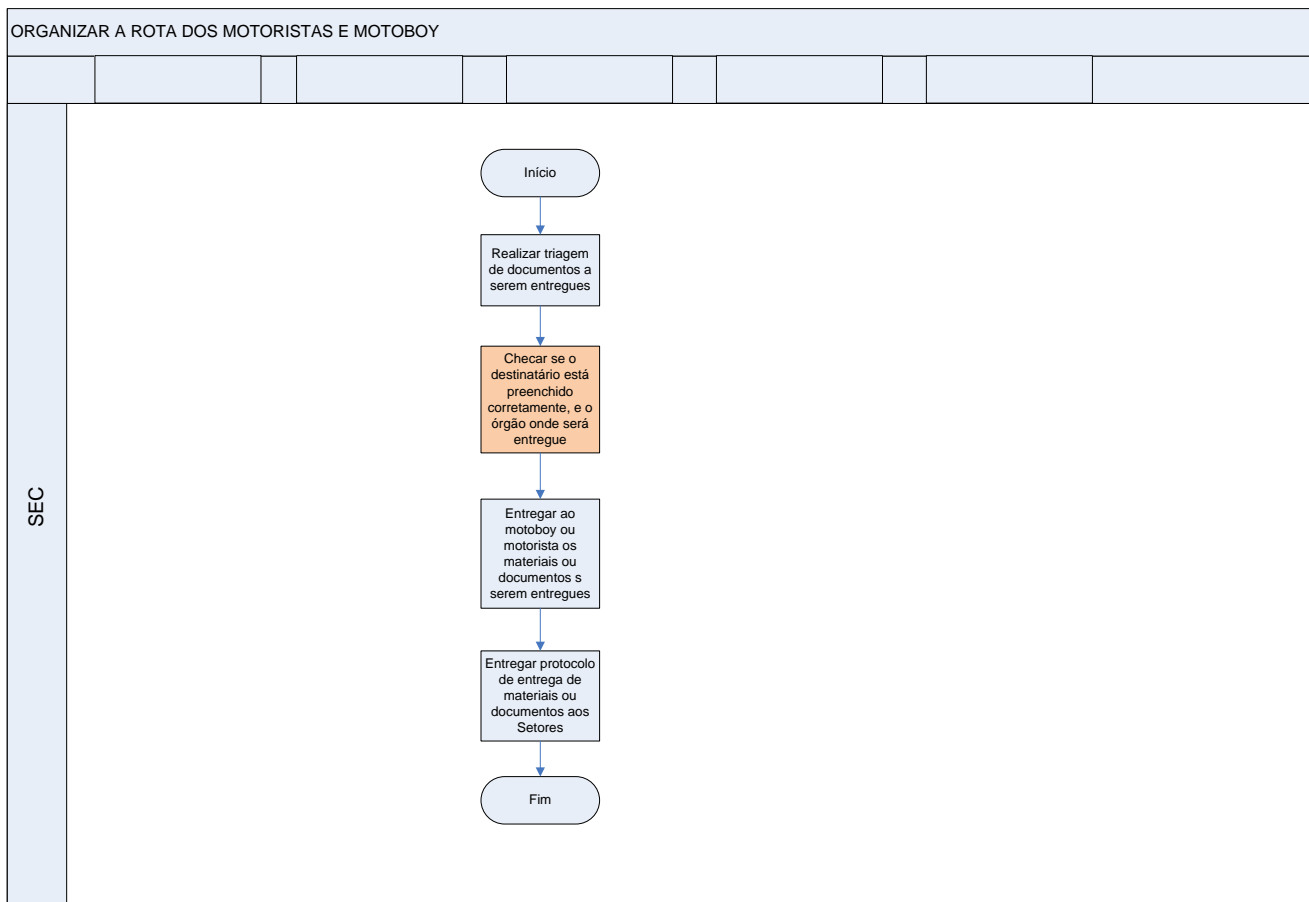 ORGANIZAR A ROTA DOS MOTORISTAS E MOTOBOY
SEC
Início
Realizar triagem
de documentos a
serem entregues
Checar se o
destinatário está
preenchido
corretamente, e o
órgão onde será
entregue
Entregar ao
motoboy ou
motorista os
materiais ou
documentos s
serem entregues
Entregar protocolo
de entrega de
materiais ou
documentos aos
Setores
Fim